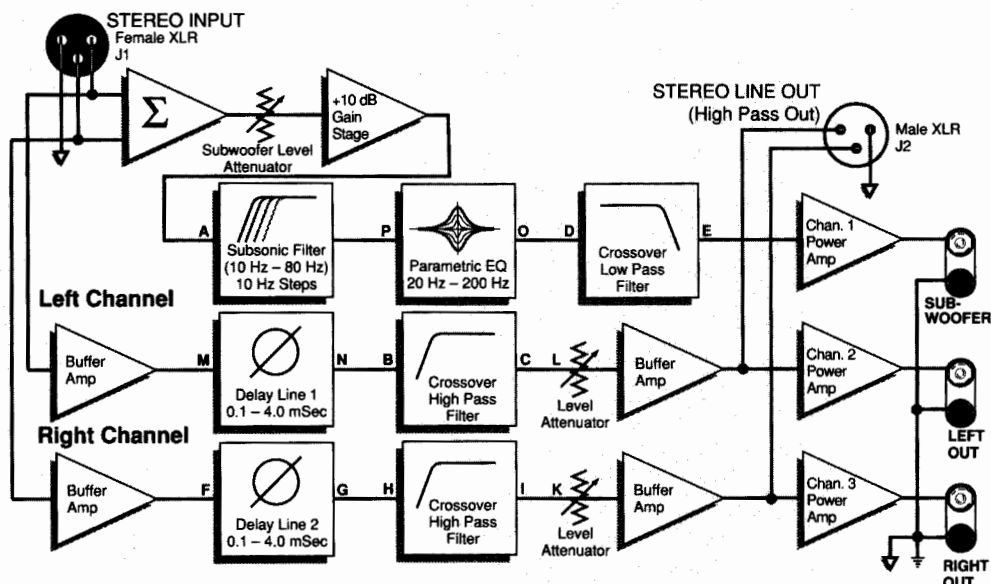 STEREO INPUT
Female XLR
J1
Σ
Subwoofer Level
Attenuator
+10 dB
Gain
Stage
STEREO LINE OUT
(High Pass Out)
Male XLR
J2
A
Subsonic Filter
(10 Hz – 80 Hz)
10 Hz Steps
P
Parametric EQ
20 Hz – 200 Hz
O
D
Crossover
Low Pass
Filter
E
Chan. 1
Power
Amp
SUB-
WOOFER
Left Channel
Buffer
Amp
M
Delay Line 1
0.1 – 4.0 mSec
N
B
Crossover
High Pass
Filter
C
L
Level
Attenuator
Buffer
Amp
Chan. 2
Power
Amp
LEFT
OUT
Right Channel
Buffer
Amp
F
Delay Line 2
0.1 – 4.0 mSec
G
H
Crossover
High Pass
Filter
I
K
Level
Attenuator
Buffer
Amp
Chan. 3
Power
Amp
RIGHT
OUT